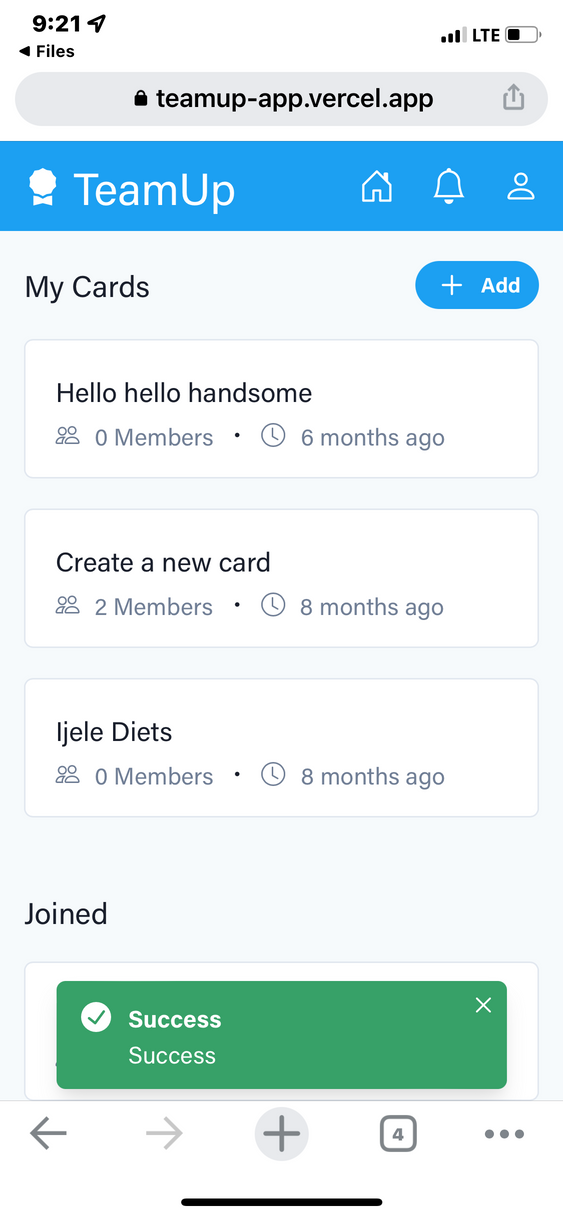 9:21
LTE
◀ Files
teamup-app.vercel.app
TeamUp
My Cards
+ Add
Hello hello handsome
0 Members • 6 months ago
Create a new card
2 Members • 8 months ago
Ijele Diets
0 Members • 8 months ago
Joined
Success
Success
4